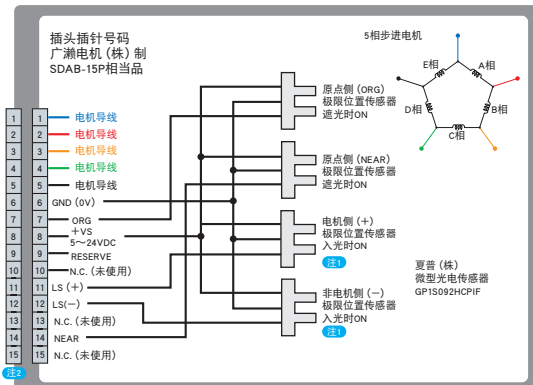 插头插针号码
广濑电机（株）制
SDAB-15P相当品
5相步进电机
E相
A相
D相
B相
C相
1 1 电机导线
2 2 电机导线
3 3 电机导线
4 4 电机导线
5 5 电机导线
6 6 GND（0V）
7 7 ORG
8 8 +VS
5～24VDC
9 9 RESERVE
10 10 N.C.（未使用）
11 11 LS（+）
12 12 LS(−)
13 13 N.C.（未使用）
14 14 NEAR
15 15 N.C.（未使用）
注2
原点侧（ORG）
极限位置传感器
遮光时ON
原点侧（NEAR）
极限位置传感器
遮光时ON
电机侧（+）
极限位置传感器
入光时ON
注1
非电机侧（−）
极限位置传感器
入光时ON
注1
夏普（株）
微型光电传感器
GP1S092HCPIF